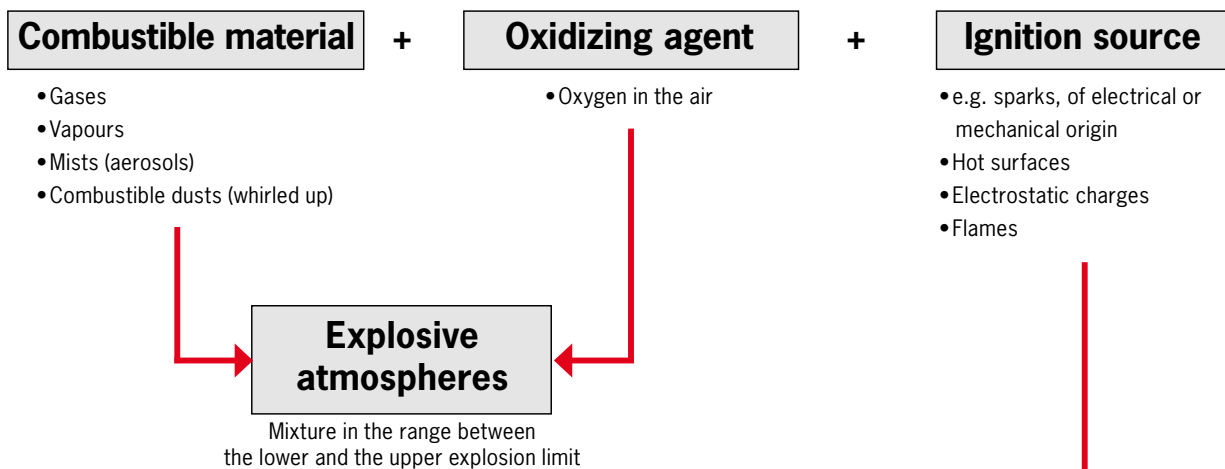 Combustible material + Oxidizing agent + Ignition source
•Gases
•Vapours
•Mists (aerosols)
•Combustible dusts (whirled up)
•Oxygen in the air
•e.g. sparks, of electrical or
mechanical origin
•Hot surfaces
•Electrostatic charges
•Flames
Explosive
atmospheres
Mixture in the range between
the lower and the upper explosion limit